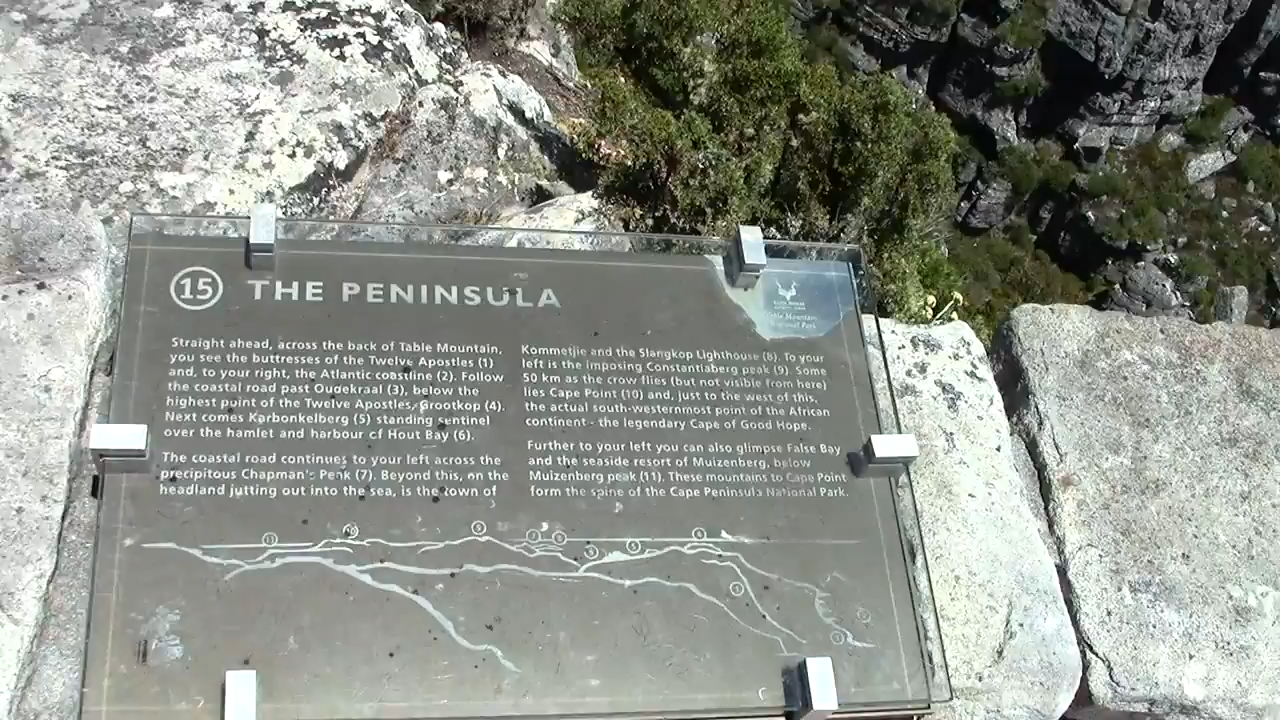 15 THE PENINSULA
Table Mountain
National Park
Straight ahead, across the back of Table Mountain,
you see the buttresses of the Twelve Apostles (1)
and, to your right, the Atlantic coastline (2). Follow
the coastal road past Oudekraal (3), below the
highest point of the Twelve Apostles, Grootkop (4).
Next comes Karbonkelberg (5) standing sentinel
over the hamlet and harbour of Hout Bay (6).
The coastal road continues to your left across the
precipitous Chapman's Peak (7). Beyond this, on the
headland jutting out into the sea, is the town of
Kommetjie and the Slangkop Lighthouse (8). To your
left is the imposing Constantiaberg peak (9). Some
50 km as the crow flies (but not visible from here)
lies Cape Point (10) and, just to the west of this,
the actual south-westernmost point of the African
continent - the legendary Cape of Good Hope.
Further to your left you can also glimpse False Bay
and the seaside resort of Muizenberg, below
Muizenberg peak (11). These mountains to Cape Point
form the spine of the Cape Peninsula National Park.
11 10 9 7
1